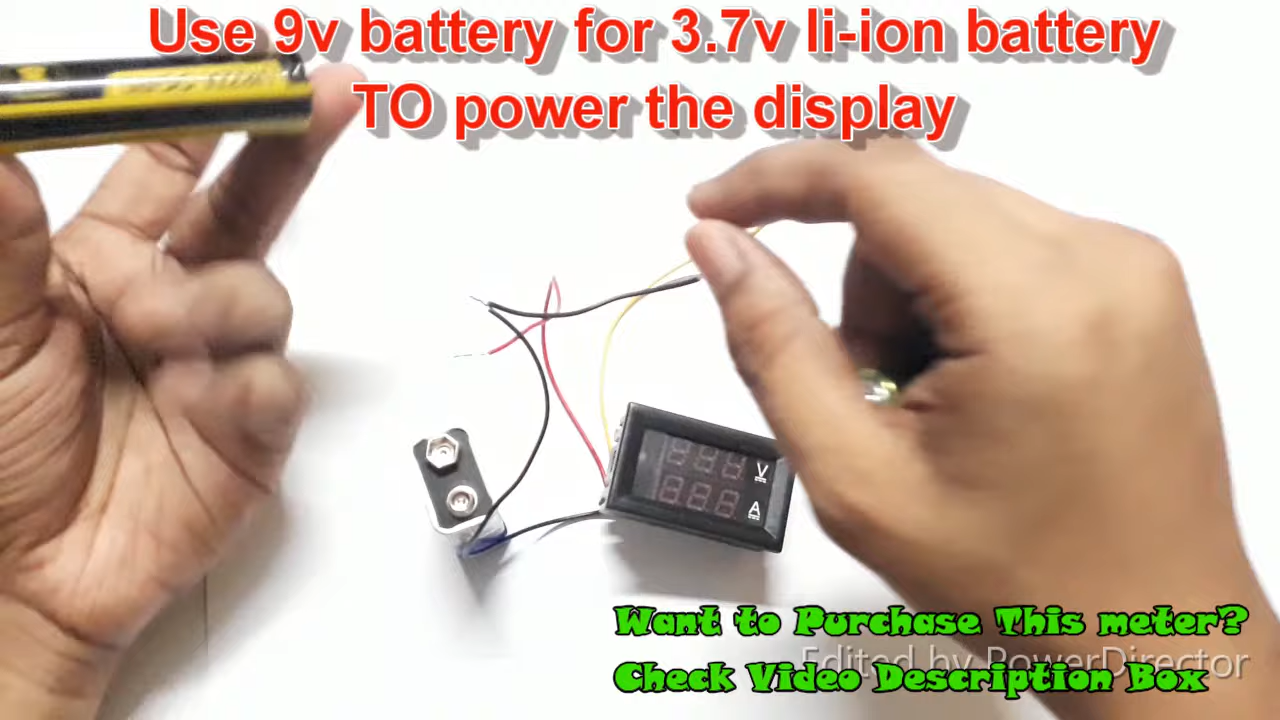 Use 9v battery for 3.7v li-ion battery
TO power the display
V
A
Want to Purchase This meter?
Edited by PowerDirector
Check Video Description Box